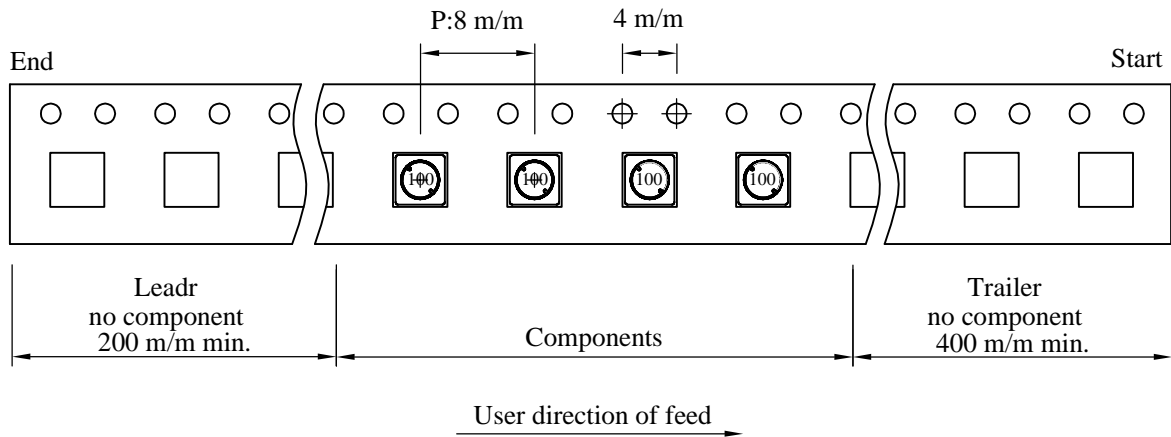 P:8 m/m
4 m/m
End
Start
100
100
100
100
Leadr
no component
200 m/m min.
Components
Trailer
no component
400 m/m min.
User direction of feed